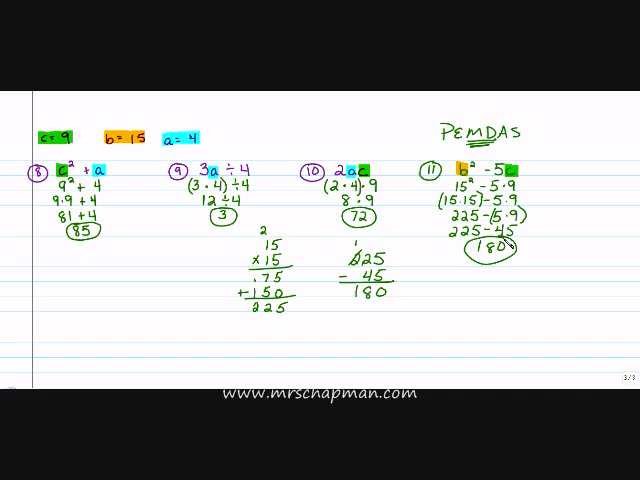 c = 9 b = 15 a = 4
PEMDAS
8 c² + a
9² + 4
9·9 + 4
81 + 4
85
9 3a ÷ 4
(3·4) ÷ 4
12 ÷ 4
3
10 2ac
(2·4)·9
8·9
72
11 b² - 5c
15² - 5·9
(15·15) - 5·9
225 - (5·9)
225 - 45
180
2
15
×15
75
+150
225
1
225
- 45
180
3/3
www.mrschapman.com